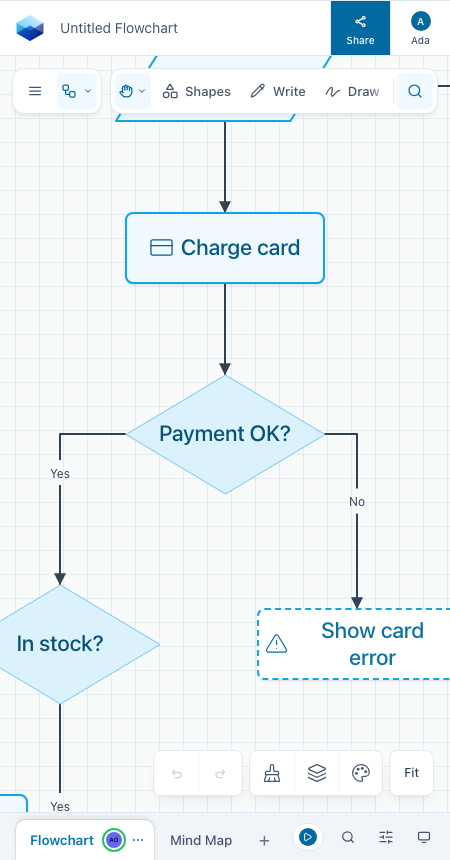 Untitled Flowchart
Share
A
Ada
Shapes
Write
Draw
Charge card
Payment OK?
Yes
No
In stock?
Show card
error
Yes
Fit
Flowchart
AO
Mind Map